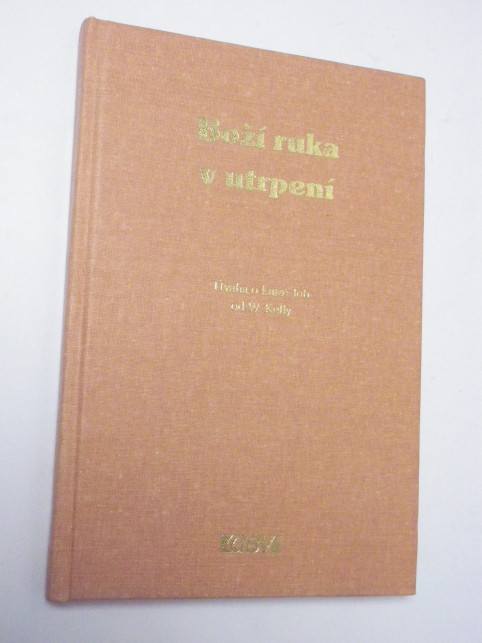 Boží ruka
v utrpení
Úvaha o knize Job
od W. Kelly